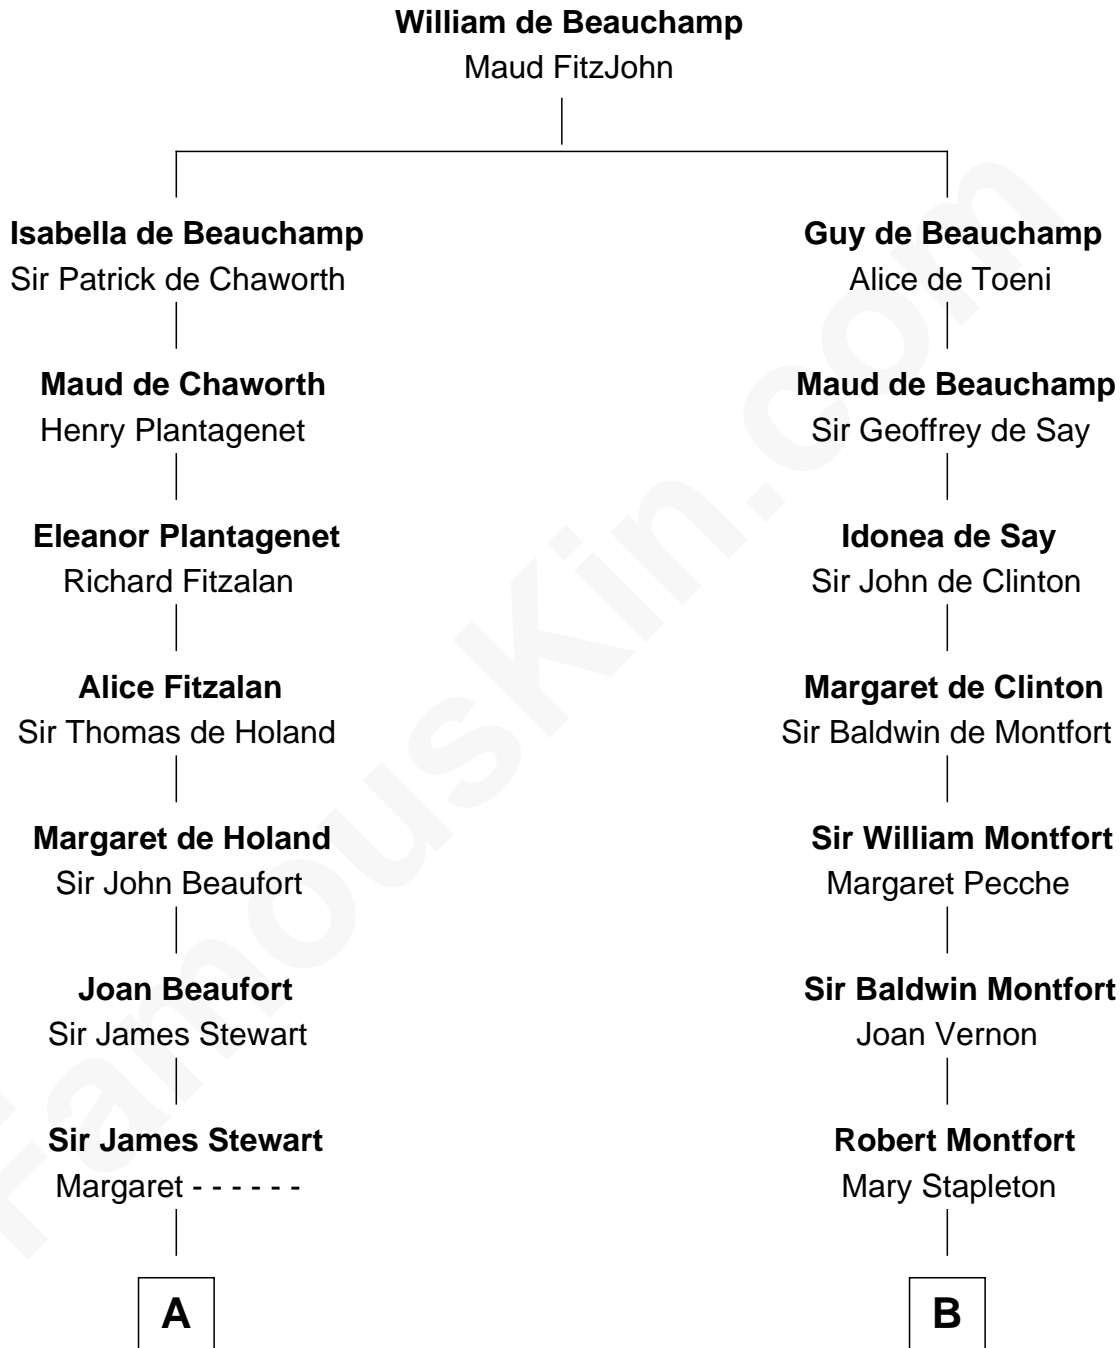 William de Beauchamp
Maud FitzJohn
Isabella de Beauchamp
Sir Patrick de Chaworth
Maud de Chaworth
Henry Plantagenet
Eleanor Plantagenet
Richard Fitzalan
Alice Fitzalan
Sir Thomas de Holand
Margaret de Holand
Sir John Beaufort
Joan Beaufort
Sir James Stewart
Sir James Stewart
Margaret - - - - - -
A
Guy de Beauchamp
Alice de Toeni
Maud de Beauchamp
Sir Geoffrey de Say
Idonea de Say
Sir John de Clinton
Margaret de Clinton
Sir Baldwin de Montfort
Sir William Montfort
Margaret Pecche
Sir Baldwin Montfort
Joan Vernon
Robert Montfort
Mary Stapleton
B
FamousKin.com